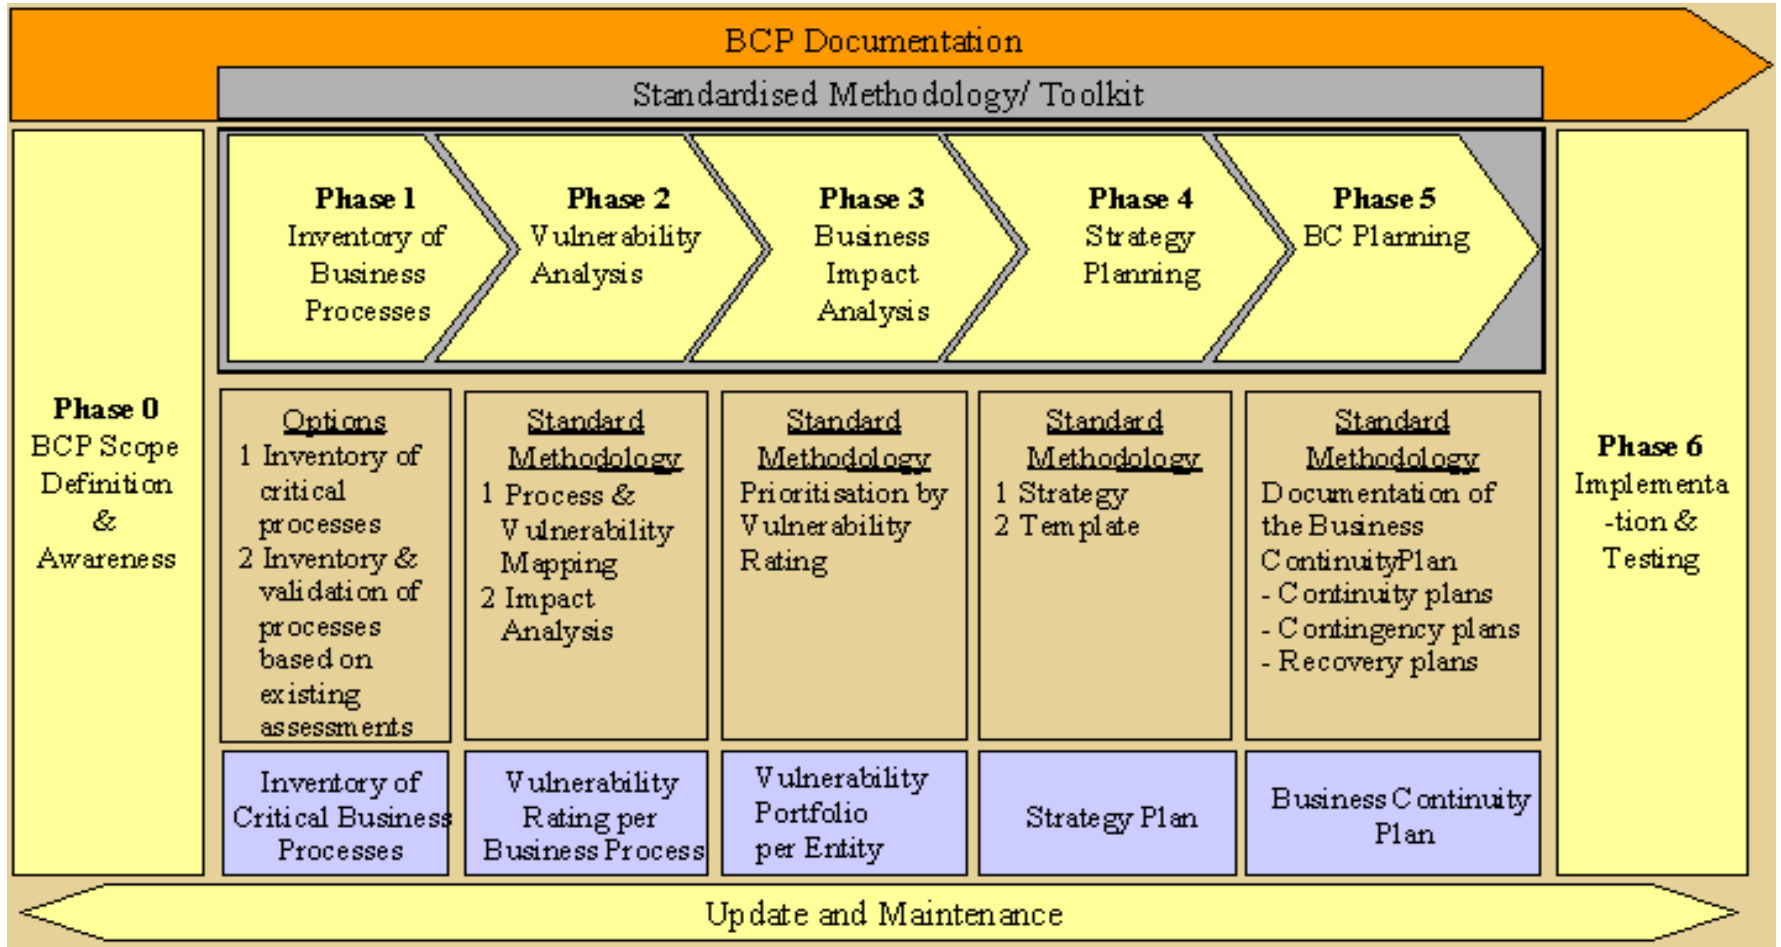 BCP Documentation
Standardised Methodology/ Toolkit
Phase 0
BCP Scope
Definition
&
Awareness
Phase 1
Inventory of
Business
Processes
Phase 2
Vulnerability
Analysis
Phase 3
Business
Impact
Analysis
Phase 4
Strategy
Planning
Phase 5
BC Planning
Options
1 Inventory of
critical
processes
2 Inventory &
validation of
processes
based on
existing
assessments
Standard
Methodology
1 Process &
Vulnerability
Mapping
2 Impact
Analysis
Standard
Methodology
Prioritisation by
Vulnerability
Rating
Standard
Methodology
1 Strategy
2 Template
Standard
Methodology
Documentation of
the Business
ContinuityPlan
- Continuity plans
- Contingency plans
- Recovery plans
Inventory of
Critical Business
Processes
Vulnerability
Rating per
Business Process
Vulnerability
Portfolio
per Entity
Strategy Plan
Business Continuity
Plan
Phase 6
Implementa
-tion &
Testing
Update and Maintenance